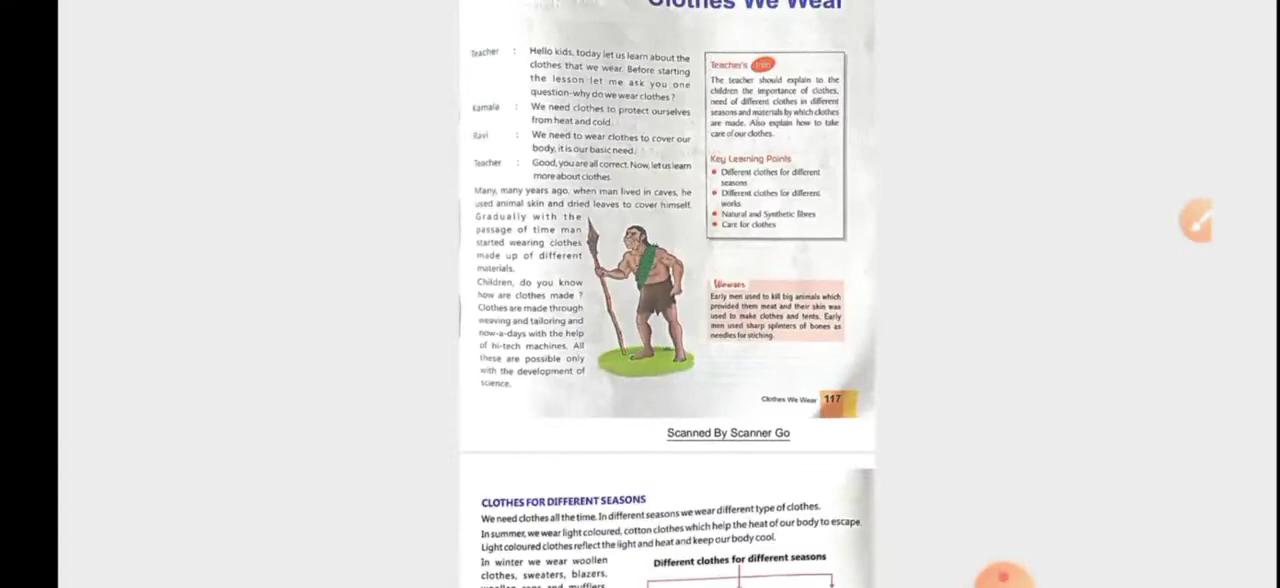 Clothes We Wear
Teacher : Hello kids, today let us learn about the
clothes that we wear. Before starting
the lesson let me ask you one
question-why do we wear clothes ?
Kamala : We need clothes to protect ourselves
from heat and cold.
Ravi : We need to wear clothes to cover our
body, it is our basic need.
Teacher : Good, you are all correct. Now, let us learn
more about clothes.
Many, many years ago, when man lived in caves, he
used animal skin and dried leaves to cover himself.
Gradually with the
passage of time man
started wearing clothes
made up of different
materials.
Children, do you know
how are clothes made ?
Clothes are made through
weaving and tailoring and
now-a-days with the help
of hi-tech machines. All
these are possible only
with the development of
science.
Teacher's
The teacher should explain to the
children the importance of clothes,
need of different clothes in different
seasons and materials by which clothes
are made. Also explain how to take
care of our clothes.
Key Learning Points
• Different clothes for different
seasons
• Different clothes for different
works
• Natural and Synthetic fibres
• Care for clothes
Early men used to kill big animals which
provided them meat and their skin was
used to make clothes and tents. Early
men used sharp splinters of bones as
needles for stiching.
Clothes We Wear 117
Scanned By Scanner Go
CLOTHES FOR DIFFERENT SEASONS
We need clothes all the time. In different seasons we wear different type of clothes.
In summer, we wear light coloured, cotton clothes which help the heat of our body to escape.
Light coloured clothes reflect the light and heat and keep our body cool.
In winter we wear woollen
clothes, sweaters, blazers,
woollen caps and mufflers
Different clothes for different seasons